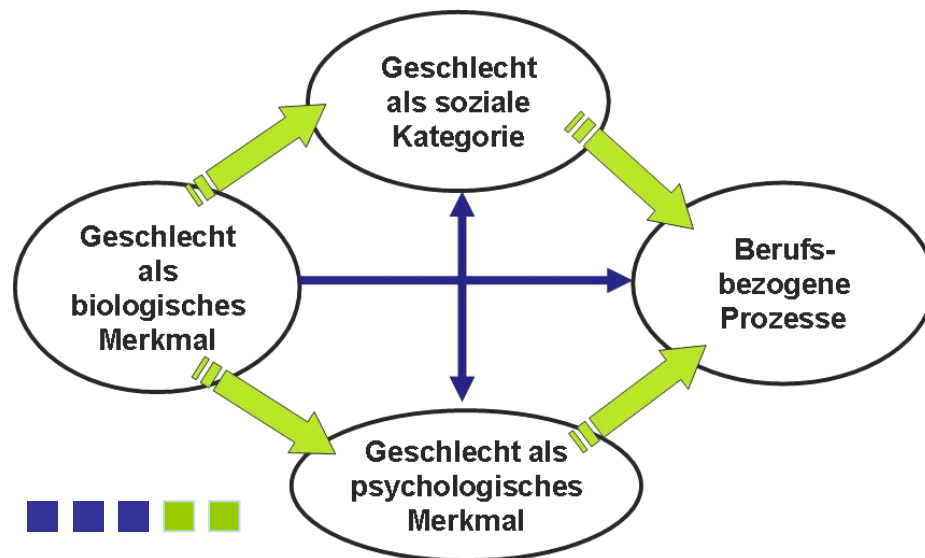 Geschlecht
als soziale
Kategorie
Geschlecht
als
biologisches
Merkmal
Berufs-
bezogene
Prozesse
Geschlecht als
psychologisches
Merkmal